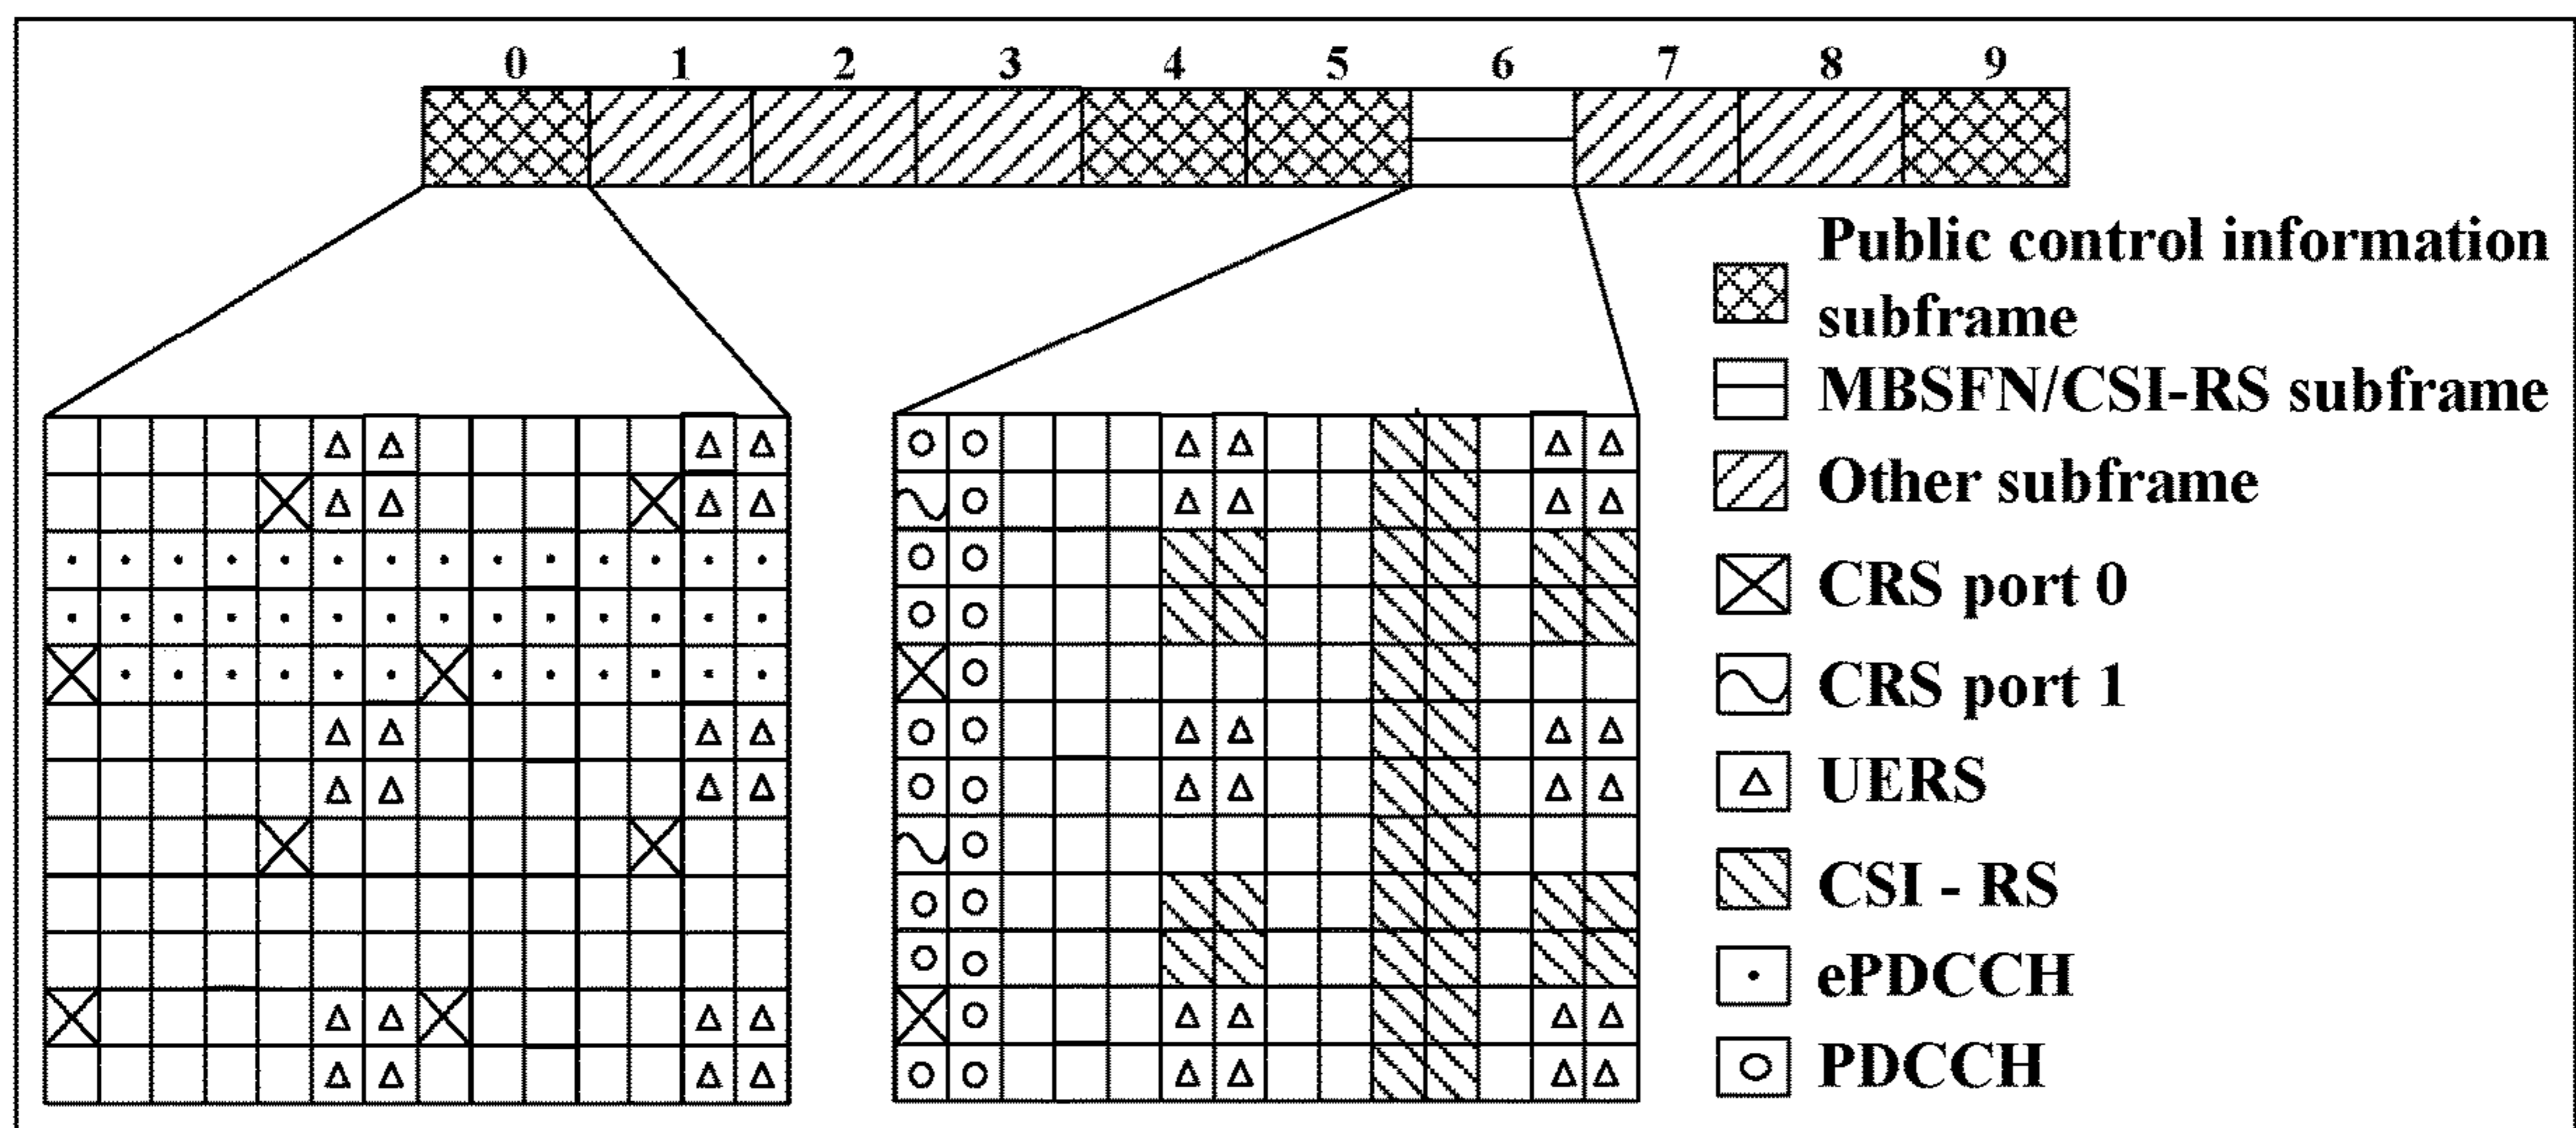 0 1 2 3 4 5 6 7 8 9
Public control information
subframe
MBSFN/CSI-RS subframe
Other subframe
CRS port 0
CRS port 1
UERS
CSI - RS
ePDCCH
PDCCH